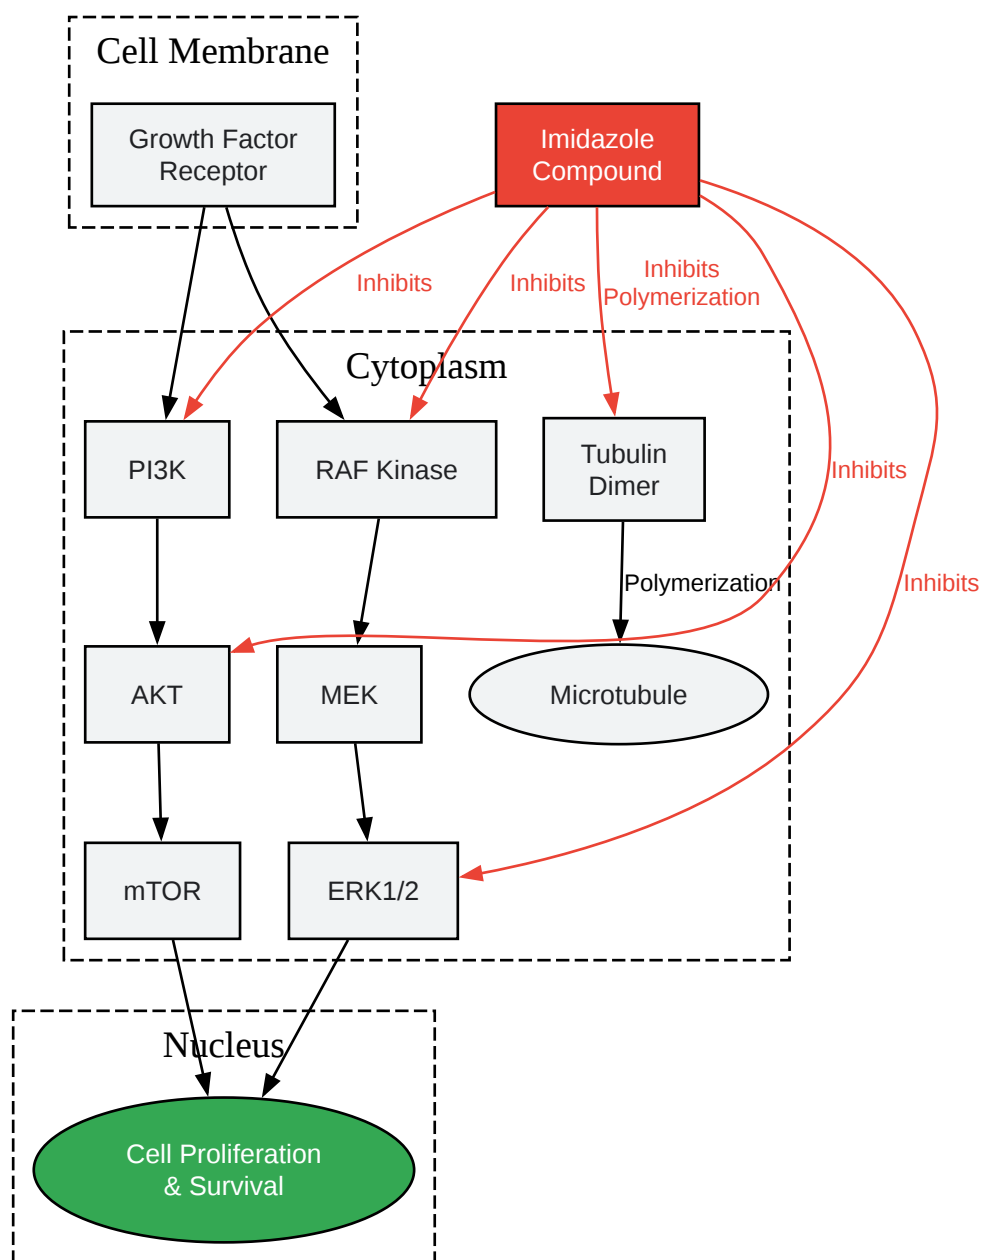 Cell Membrane
Growth Factor
Receptor
Imidazole
Compound
Inhibits
Inhibits
Inhibits
Polymerization
Cytoplasm
PI3K
RAF Kinase
Tubulin
Dimer
Inhibits
Polymerization
Inhibits
AKT
MEK
Microtubule
mTOR
ERK1/2
Nucleus
Cell Proliferation
& Survival